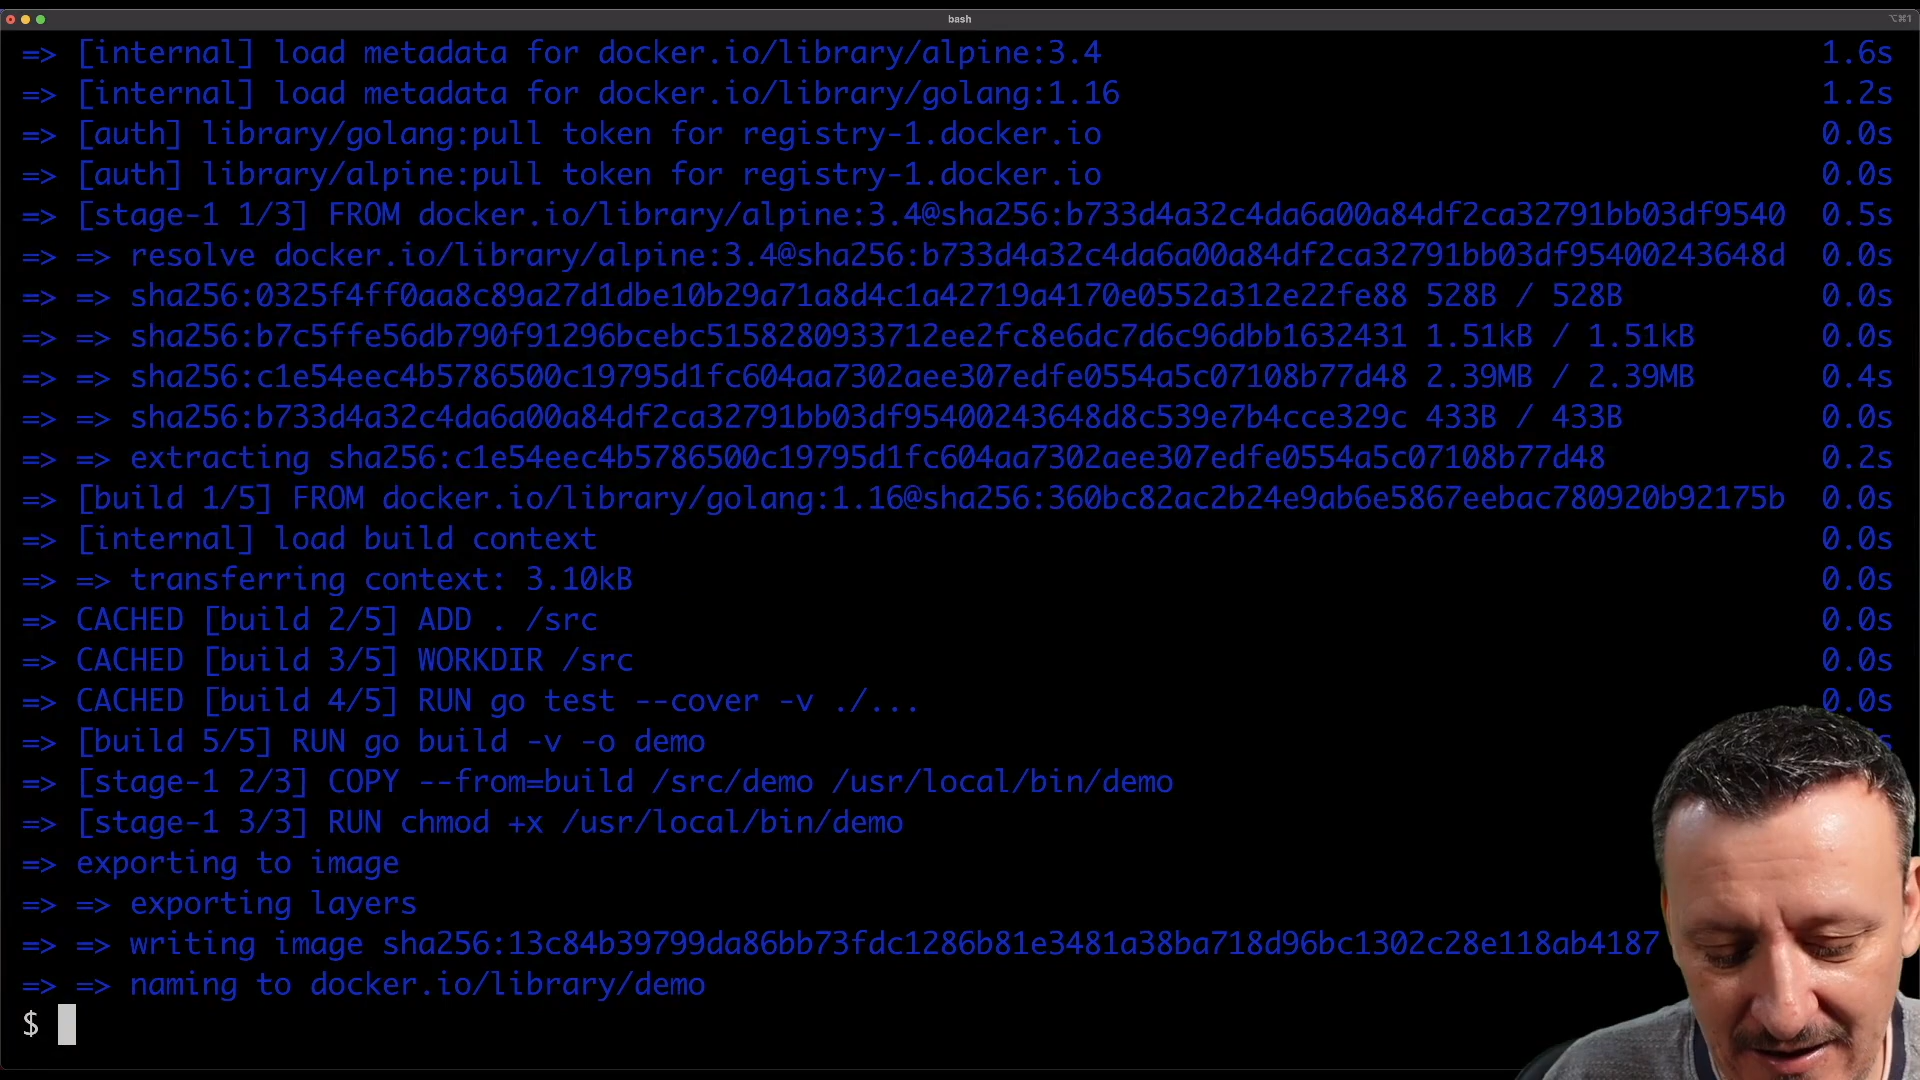 bash
⌥⌘1
=> [internal] load metadata for docker.io/library/alpine:3.4 1.6s
=> [internal] load metadata for docker.io/library/golang:1.16 1.2s
=> [auth] library/golang:pull token for registry-1.docker.io 0.0s
=> [auth] library/alpine:pull token for registry-1.docker.io 0.0s
=> [stage-1 1/3] FROM docker.io/library/alpine:3.4@sha256:b733d4a32c4da6a00a84df2ca32791bb03df9540 0.5s
=> => resolve docker.io/library/alpine:3.4@sha256:b733d4a32c4da6a00a84df2ca32791bb03df95400243648d 0.0s
=> => sha256:0325f4ff0aa8c89a27d1dbe10b29a71a8d4c1a42719a4170e0552a312e22fe88 528B / 528B 0.0s
=> => sha256:b7c5ffe56db790f91296bcebc5158280933712ee2fc8e6dc7d6c96dbb1632431 1.51kB / 1.51kB 0.0s
=> => sha256:c1e54eec4b5786500c19795d1fc604aa7302aee307edfe0554a5c07108b77d48 2.39MB / 2.39MB 0.4s
=> => sha256:b733d4a32c4da6a00a84df2ca32791bb03df95400243648d8c539e7b4cce329c 433B / 433B 0.0s
=> => extracting sha256:c1e54eec4b5786500c19795d1fc604aa7302aee307edfe0554a5c07108b77d48 0.2s
=> [build 1/5] FROM docker.io/library/golang:1.16@sha256:360bc82ac2b24e9ab6e5867eebac780920b92175b 0.0s
=> [internal] load build context 0.0s
=> => transferring context: 3.10kB 0.0s
=> CACHED [build 2/5] ADD . /src 0.0s
=> CACHED [build 3/5] WORKDIR /src 0.0s
=> CACHED [build 4/5] RUN go test --cover -v ./... 0.0s
=> [build 5/5] RUN go build -v -o demo
=> [stage-1 2/3] COPY --from=build /src/demo /usr/local/bin/demo
=> [stage-1 3/3] RUN chmod +x /usr/local/bin/demo
=> exporting to image
=> => exporting layers
=> => writing image sha256:13c84b39799da86bb73fdc1286b81e3481a38ba718d96bc1302c28e118ab4187
=> => naming to docker.io/library/demo
$